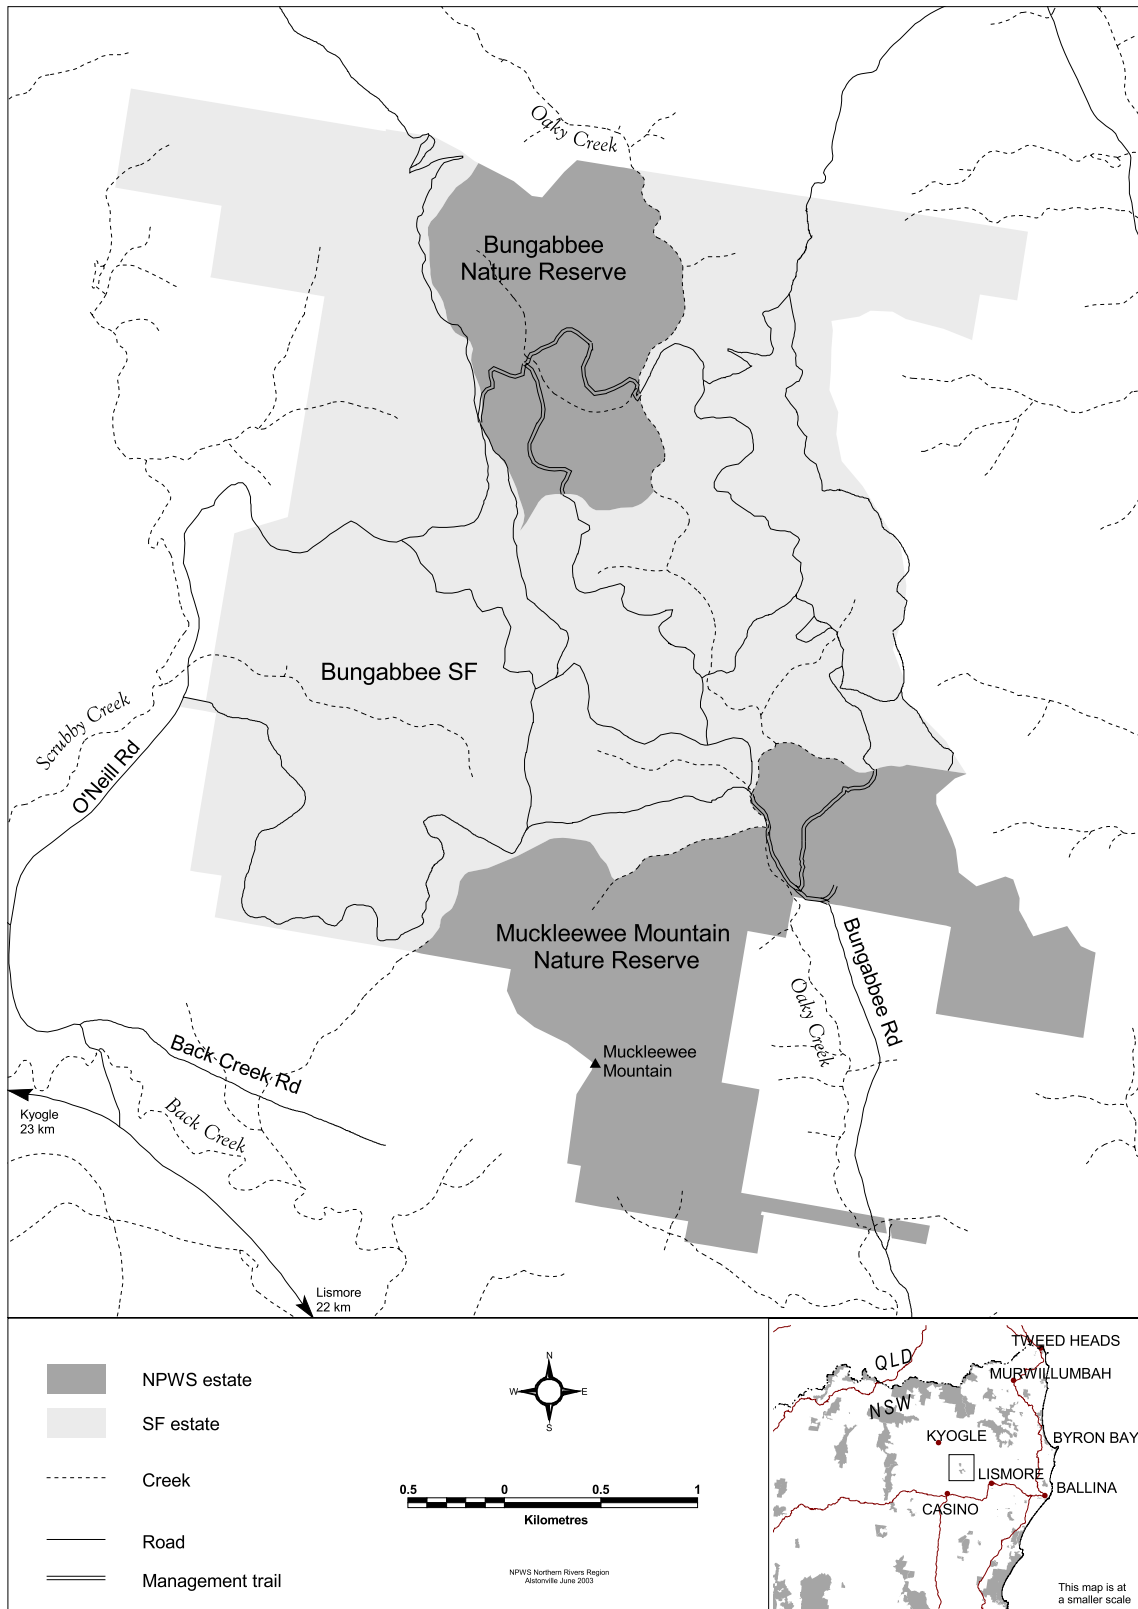 Oaky Creek
Bungabbee
Nature Reserve
Bungabbee SF
Scrubby Creek
O'Neill Rd
Muckleewee Mountain
Nature Reserve
Bungabbee Rd
Oaky Creek
Muckleewee
Mountain
Back Creek Rd
Back Creek
Kyogle
23 km
Lismore
22 km
NPWS estate
SF estate
Creek
Road
Management trail
N
W
E
S
0.5
0
0.5
1
Kilometres
NPWS Northern Rivers Region
Alstonville June 2003
TWEED HEADS
QLD
MURWILLUMBAH
NSW
KYOGLE
BYRON BAY
LISMORE
BALLINA
CASINO
This map is at
a smaller scale